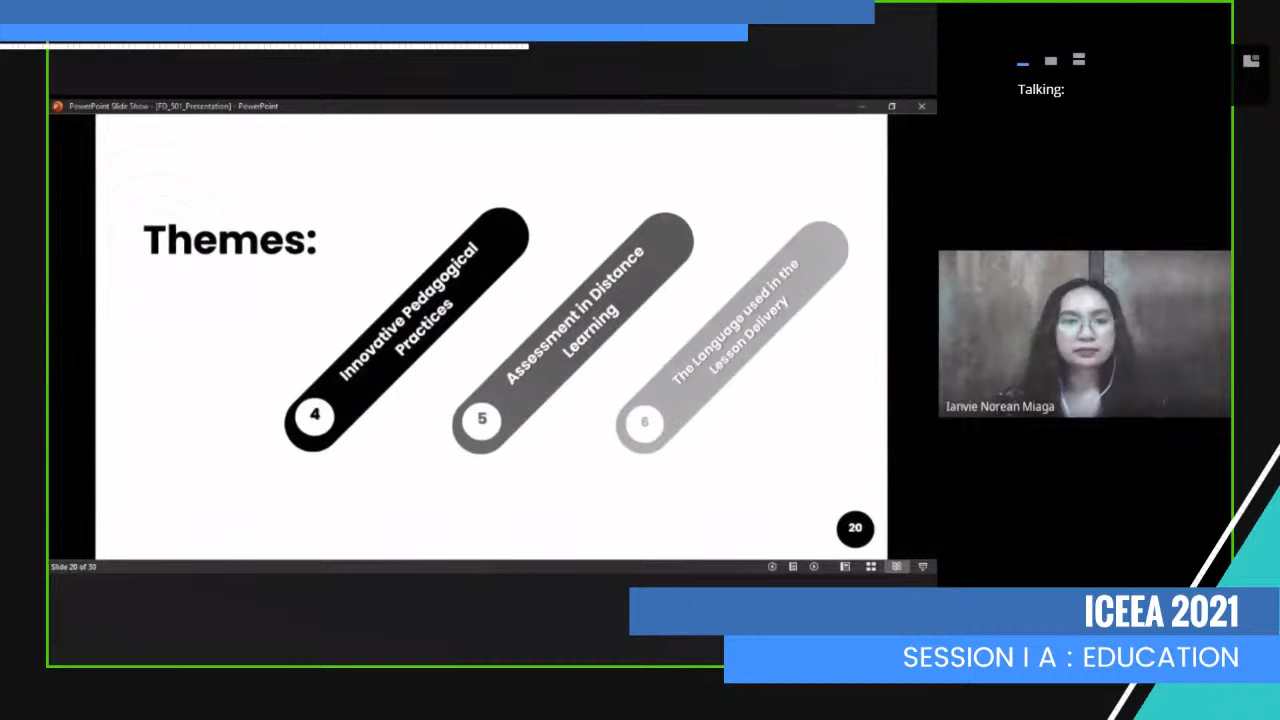 PowerPoint Slide Show - [FD_501_Presentation] - PowerPoint
Talking:
Themes:
Innovative Pedagogical
Practices
4
Assessment in Distance
Learning
5
The Language used in the
Lesson Delivery
6
20
Slide 20 of 30
Ianvie Norean Miaga
ICEEA 2021
SESSION I A : EDUCATION